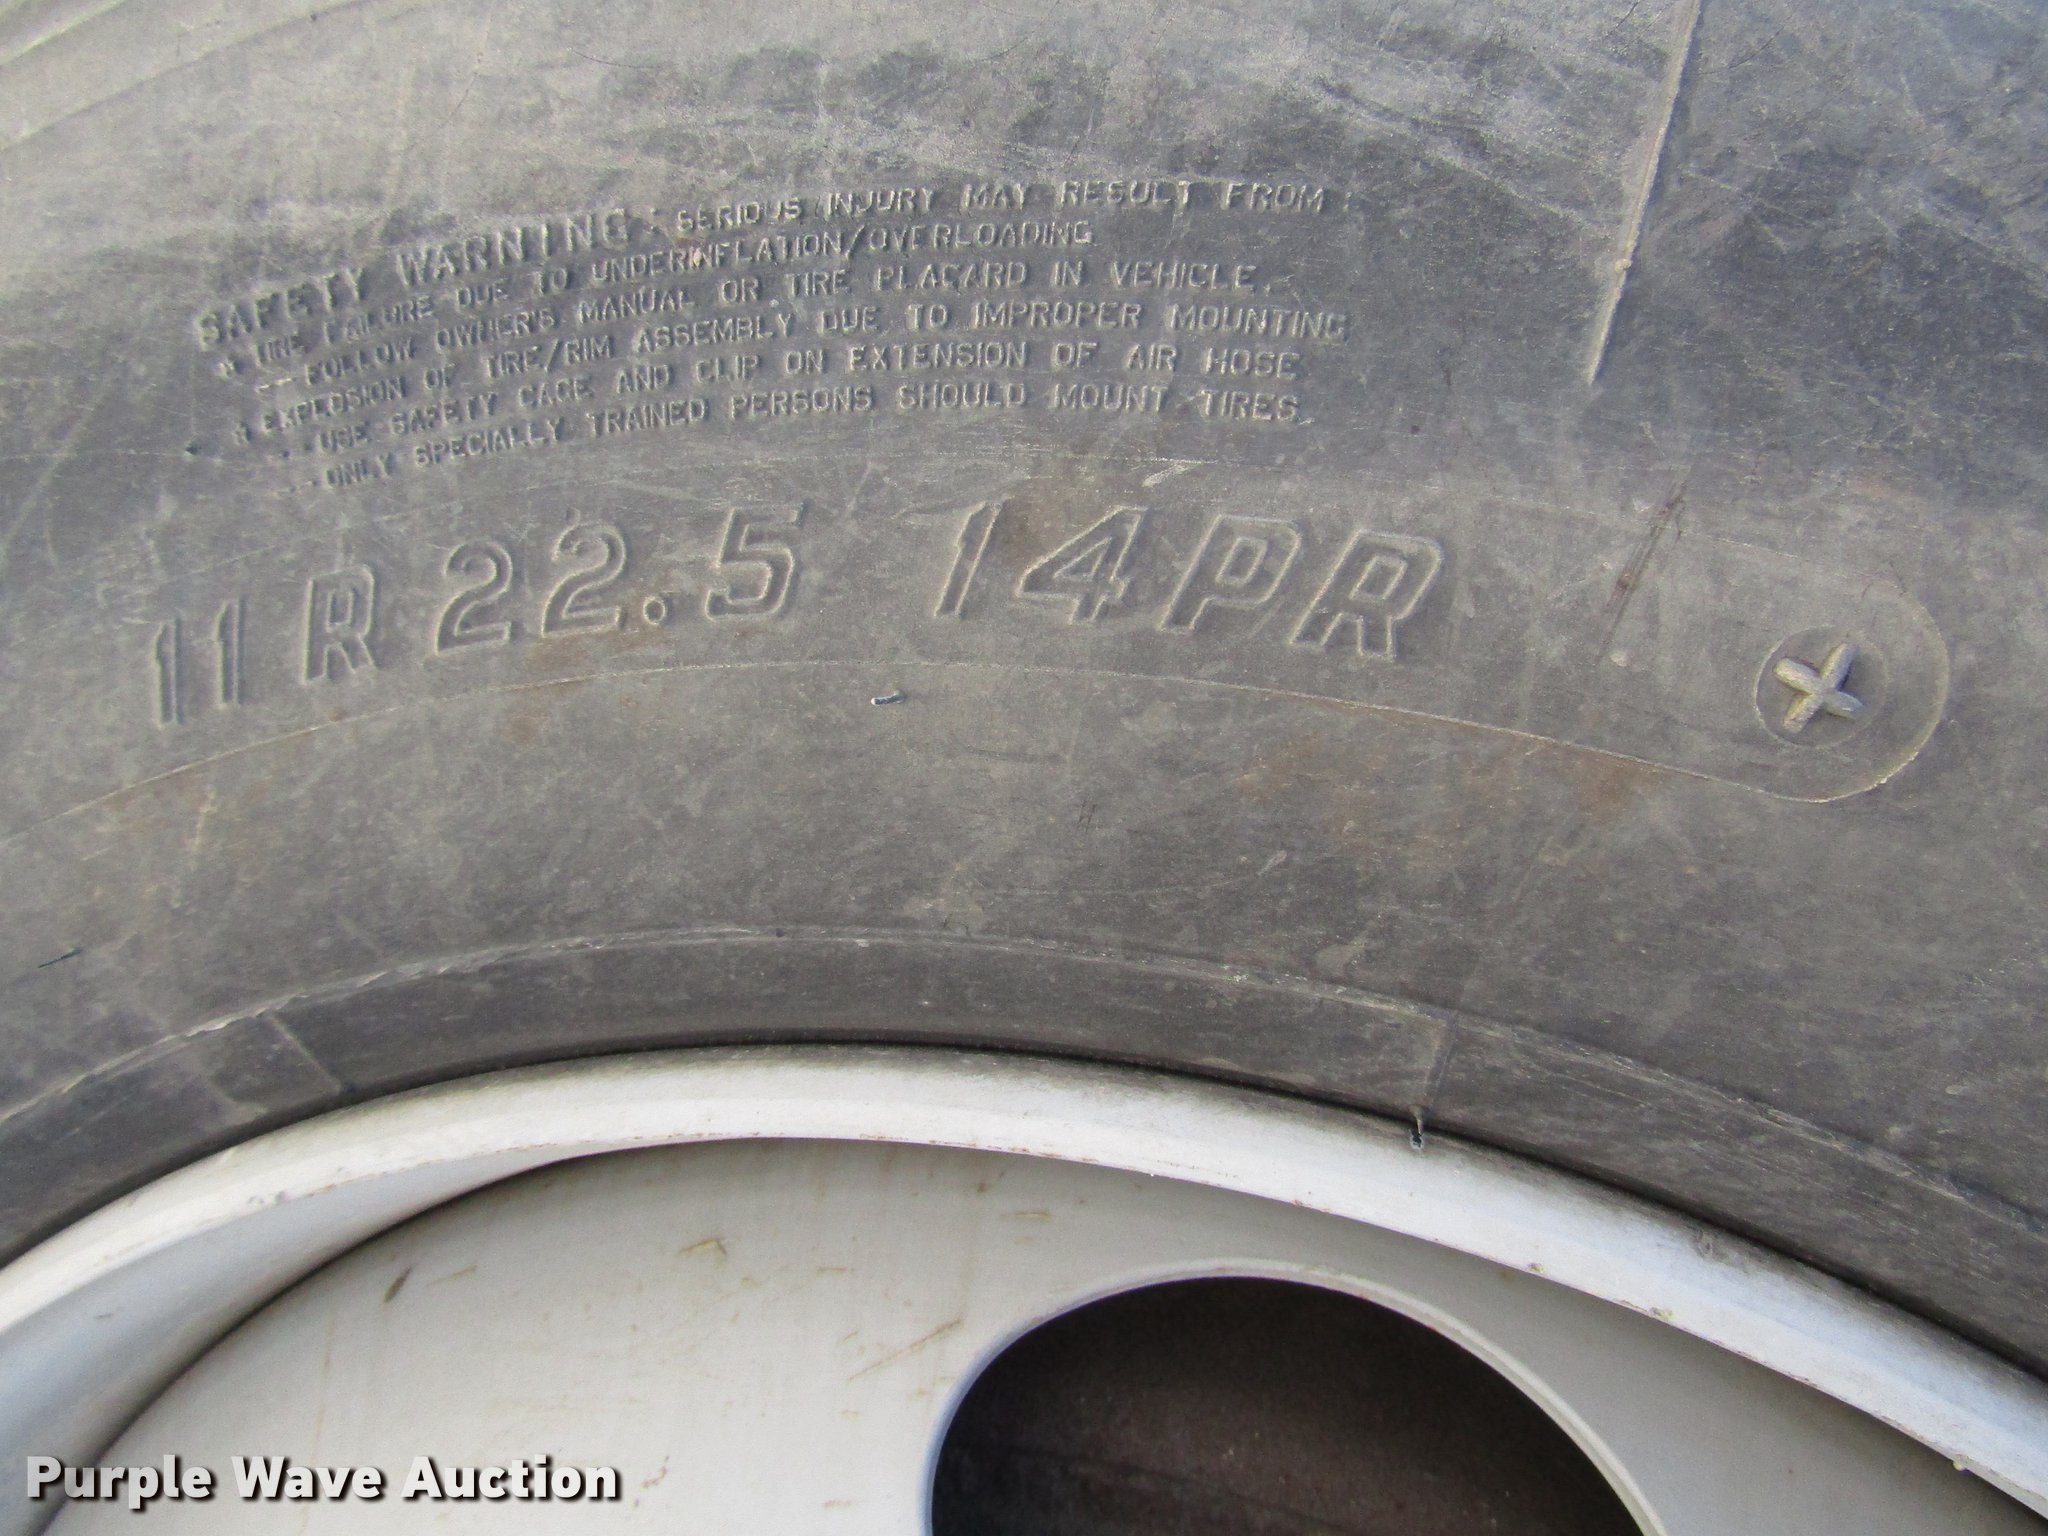 SAFETY WARNING: SERIOUS INJURY MAY RESULT FROM:
* TIRE FAILURE DUE TO UNDERINFLATION/OVERLOADING
-- FOLLOW OWNER'S MANUAL OR TIRE PLACARD IN VEHICLE.
* EXPLOSION OF TIRE/RIM ASSEMBLY DUE TO IMPROPER MOUNTING
-- USE SAFETY CAGE AND CLIP ON EXTENSION OF AIR HOSE
-- ONLY SPECIALLY TRAINED PERSONS SHOULD MOUNT TIRES.
11 R 22.5 14PR
Purple Wave Auction